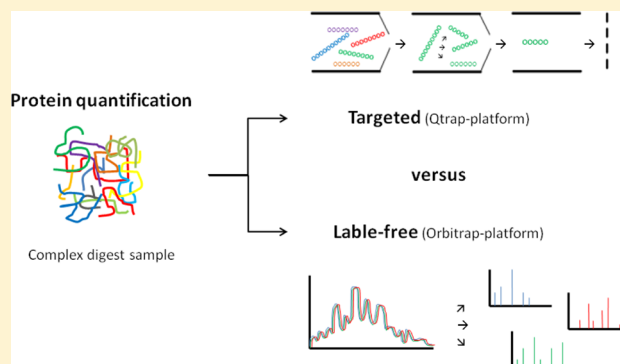 Protein quantification
Complex digest sample
Targeted (Qtrap-platform)
versus
Lable-free (Orbitrap-platform)